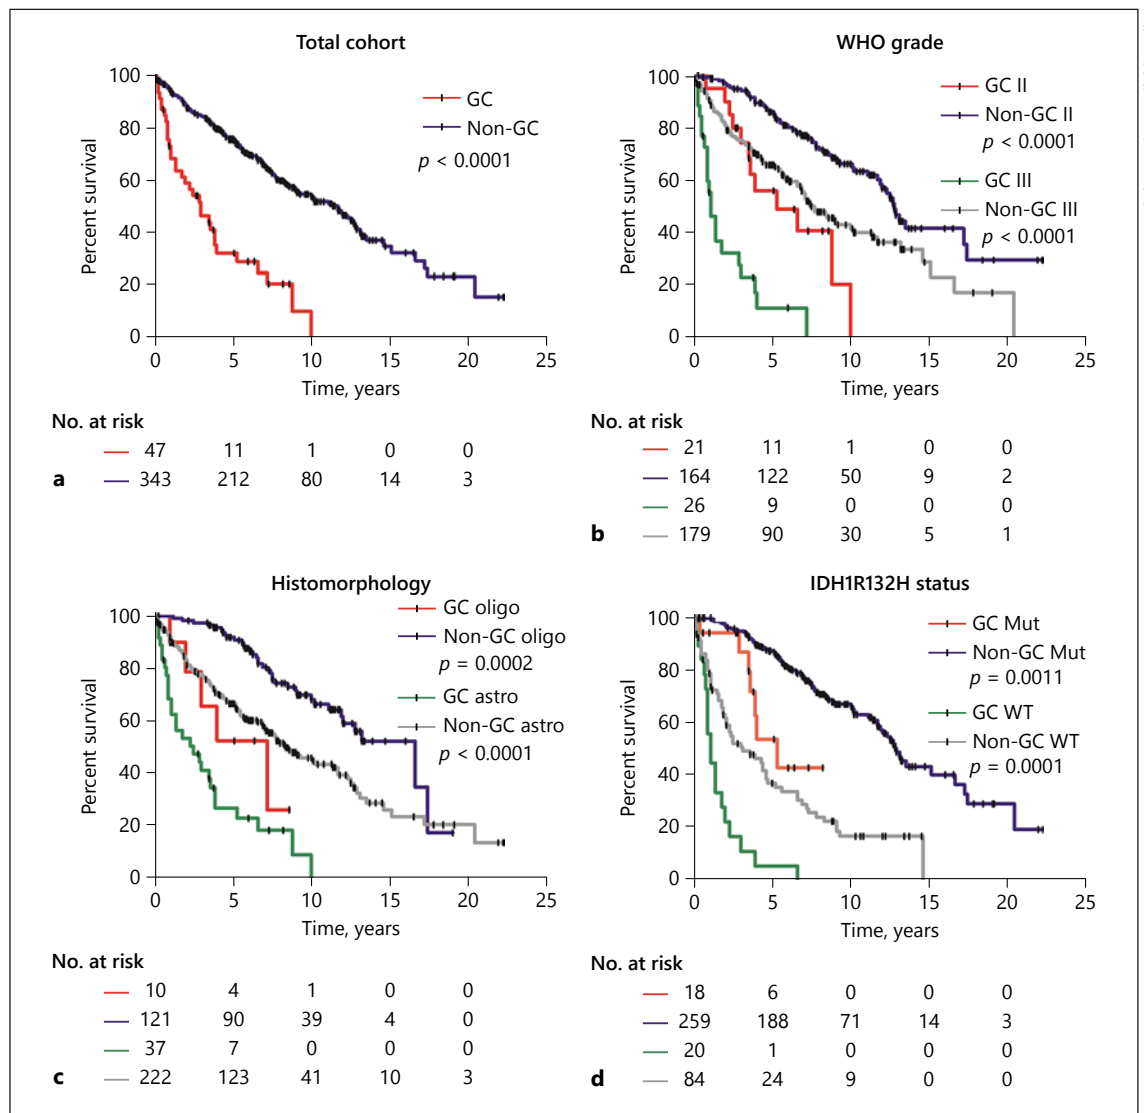 Total cohort
100
80
60
40
20
0
Percent survival
0 5 10 15 20 25
Time, years
GC
Non-GC
p < 0.0001
No. at risk
47 11 1 0 0
343 212 80 14 3
a
WHO grade
100
80
60
40
20
0
Percent survival
0 5 10 15 20 25
Time, years
GC II
Non-GC II
p < 0.0001
GC III
Non-GC III
p < 0.0001
No. at risk
21 11 1 0 0
164 122 50 9 2
26 9 0 0 0
179 90 30 5 1
b
Histomorphology
100
80
60
40
20
0
Percent survival
0 5 10 15 20 25
Time, years
GC oligo
Non-GC oligo
p = 0.0002
GC astro
Non-GC astro
p < 0.0001
No. at risk
10 4 1 0 0
121 90 39 4 0
37 7 0 0 0
222 123 41 10 3
c
IDH1R132H status
100
80
60
40
20
0
Percent survival
0 5 10 15 20 25
Time, years
GC Mut
Non-GC Mut
p = 0.0011
GC WT
Non-GC WT
p = 0.0001
No. at risk
18 6 0 0 0
259 188 71 14 3
20 1 0 0 0
84 24 9 0 0
d